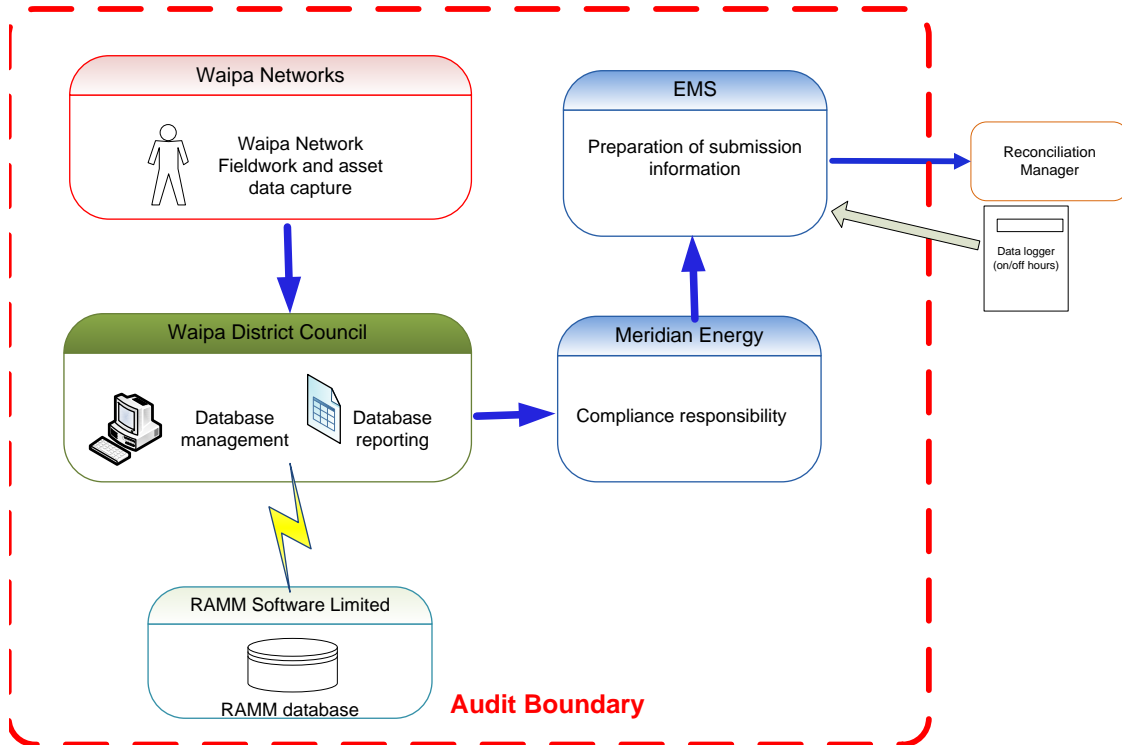 Waipa Networks
Waipa Network
Fieldwork and asset
data capture
EMS
Preparation of submission
information
Reconciliation
Manager
Data logger
(on/off hours)
Waipa District Council
Database
management
Database
reporting
Meridian Energy
Compliance responsibility
RAMM Software Limited
RAMM database
Audit Boundary